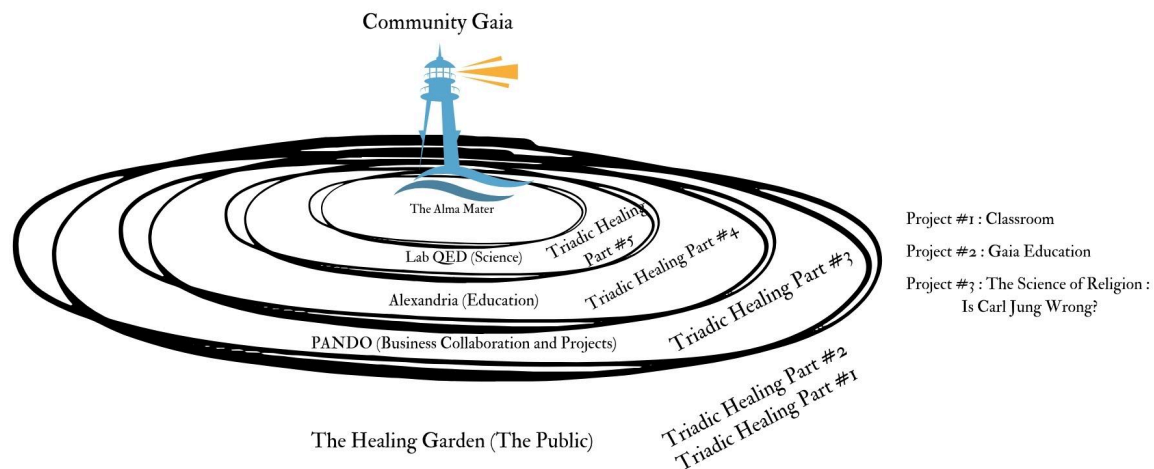 Community Gaia
The Alma Mater
Triadic Healing
Part #5
Lab QED (Science)
Triadic Healing Part #4
Alexandria (Education)
Triadic Healing Part #3
PANDO (Business Collaboration and Projects)
Triadic Healing Part #2
Triadic Healing Part #1
The Healing Garden (The Public)
Project #1 : Classroom
Project #2 : Gaia Education
Project #3 : The Science of Religion :
Is Carl Jung Wrong?